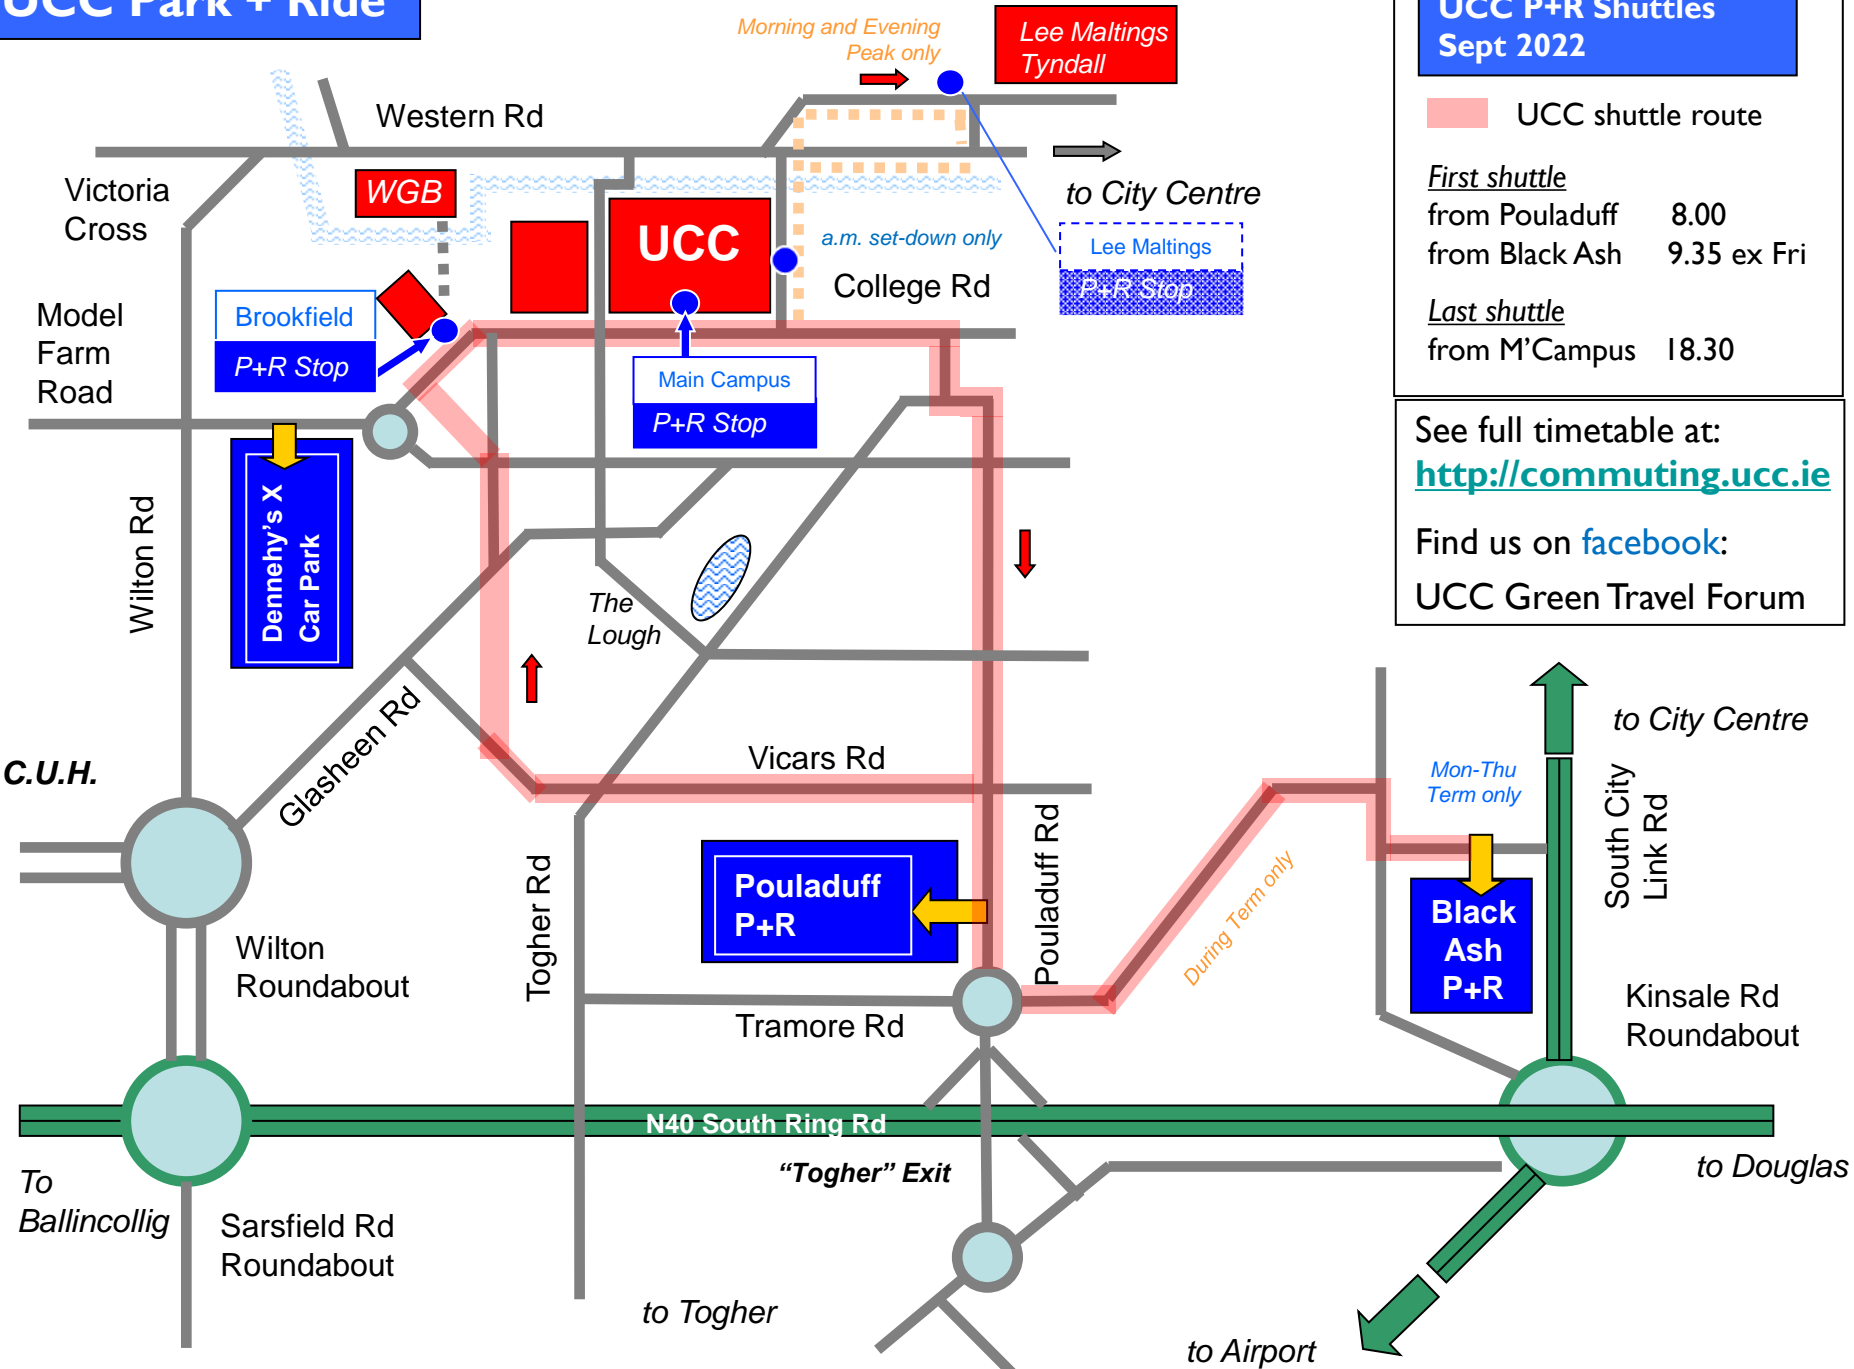 UCC Park + Ride
Morning and Evening
Peak only
Lee Maltings
Tyndall
UCC P+R Shuttles
Sept 2022
UCC shuttle route
First shuttle
from Pouladuff 8.00
from Black Ash 9.35 ex Fri
Last shuttle
from M'Campus 18.30
See full timetable at:
http://commuting.ucc.ie
Find us on facebook:
UCC Green Travel Forum
Western Rd
Victoria
Cross
WGB
UCC
to City Centre
a.m. set-down only
College Rd
Lee Maltings
P+R Stop
Model
Farm
Road
Brookfield
P+R Stop
Main Campus
P+R Stop
Wilton Rd
Dennehy's X
Car Park
The
Lough
Glasheen Rd
C.U.H.
Vicars Rd
to City Centre
Mon-Thu
Term only
South City
Link Rd
Togher Rd
Pouladuff
P+R
Pouladuff Rd
During Term only
Black
Ash
P+R
Wilton
Roundabout
Tramore Rd
Kinsale Rd
Roundabout
N40 South Ring Rd
"Togher" Exit
to Douglas
To
Ballincollig
Sarsfield Rd
Roundabout
to Togher
to Airport